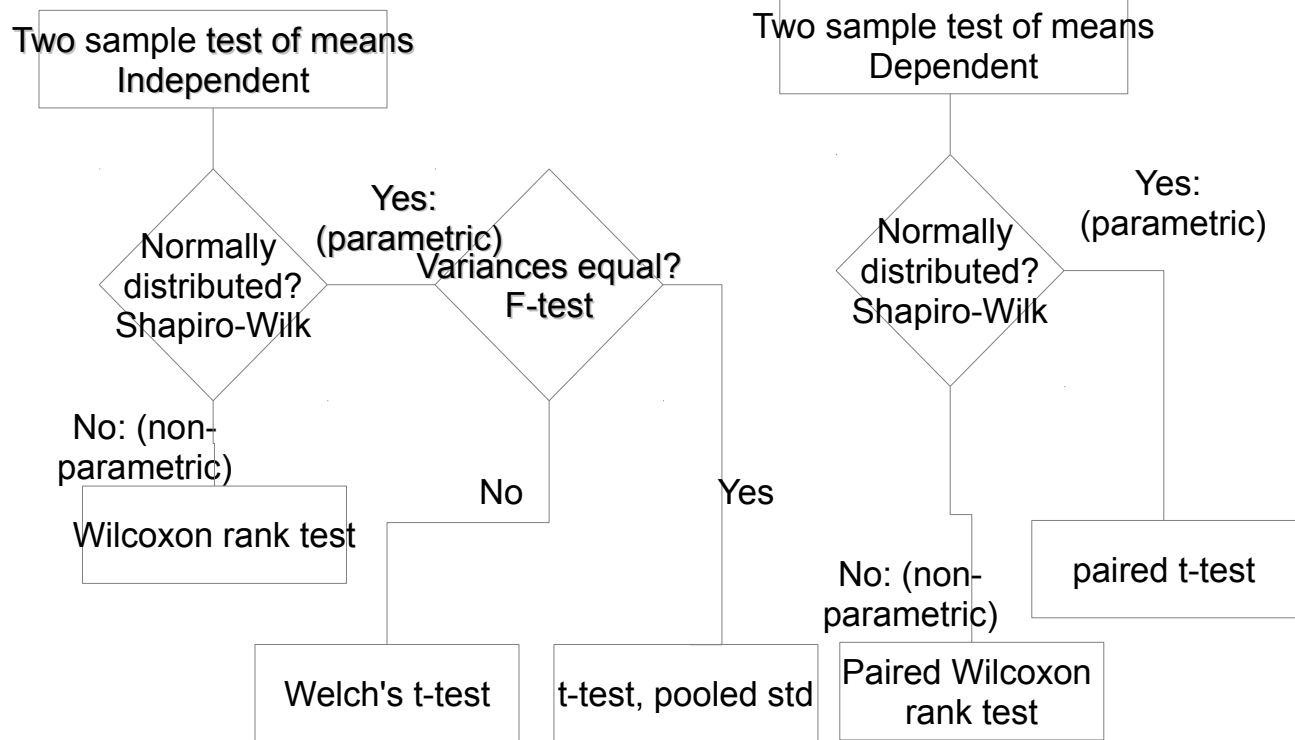 Two sample test of means
Independent
Normally
distributed?
Shapiro-Wilk
Yes:
(parametric)
Variances equal?
F-test
No: (non-
parametric)
Wilcoxon rank test
No
Yes
Welch's t-test
t-test, pooled std
Two sample test of means
Dependent
Normally
distributed?
Shapiro-Wilk
Yes:
(parametric)
paired t-test
No: (non-
parametric)
Paired Wilcoxon
rank test